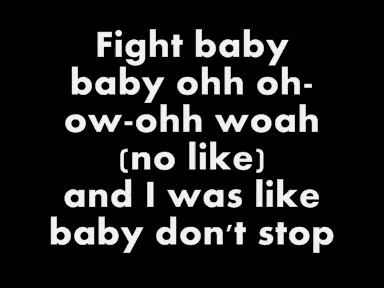 Fight baby
baby ohh oh-
ow-ohh woah
(no like)
and I was like
baby don't stop